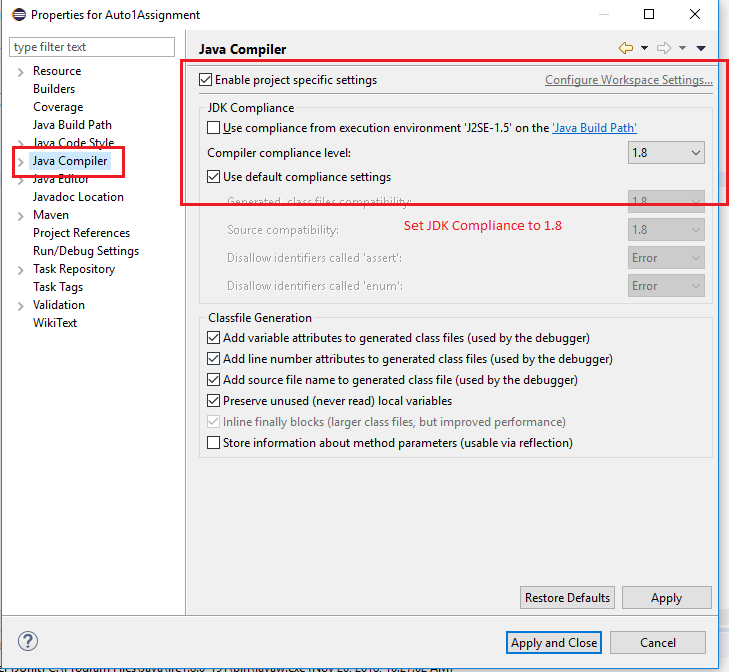 Properties for Auto1Assignment
type filter text
Resource
Builders
Coverage
Java Build Path
Java Code Style
Java Compiler
Java Editor
Javadoc Location
Maven
Project References
Run/Debug Settings
Task Repository
Task Tags
Validation
WikiText
Java Compiler
Enable project specific settings Configure Workspace Settings...
JDK Compliance
Use compliance from execution environment 'J2SE-1.5' on the 'Java Build Path'
Compiler compliance level: 1.8
Use default compliance settings
Generated .class files compatibility: 1.8
Set JDK Compliance to 1.8
Source compatibility: 1.8
Disallow identifiers called 'assert': Error
Disallow identifiers called 'enum': Error
Classfile Generation
Add variable attributes to generated class files (used by the debugger)
Add line number attributes to generated class files (used by the debugger)
Add source file name to generated class file (used by the debugger)
Preserve unused (never read) local variables
Inline finally blocks (larger class files, but improved performance)
Store information about method parameters (usable via reflection)
Restore Defaults Apply
? Apply and Close Cancel